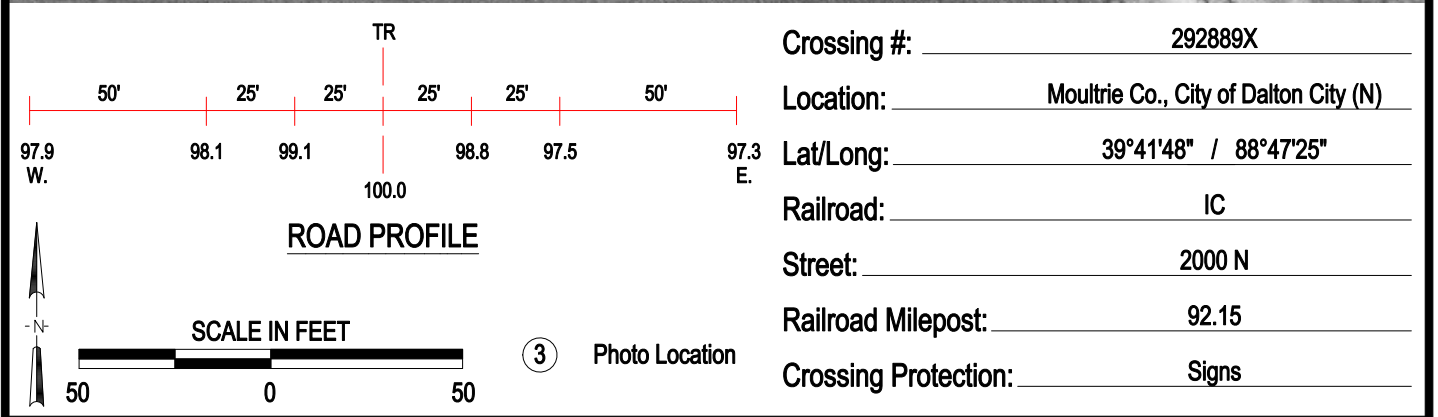 TR
50' 25' 25' 25' 25' 50'
97.9 98.1 99.1 98.8 97.5 97.3
W. E.
100.0
ROAD PROFILE
-N-
SCALE IN FEET
50 0 50
3 Photo Location
Crossing #: 292889X
Location: Moultrie Co., City of Dalton City (N)
Lat/Long: 39°41'48" / 88°47'25"
Railroad: IC
Street: 2000 N
Railroad Milepost: 92.15
Crossing Protection: Signs